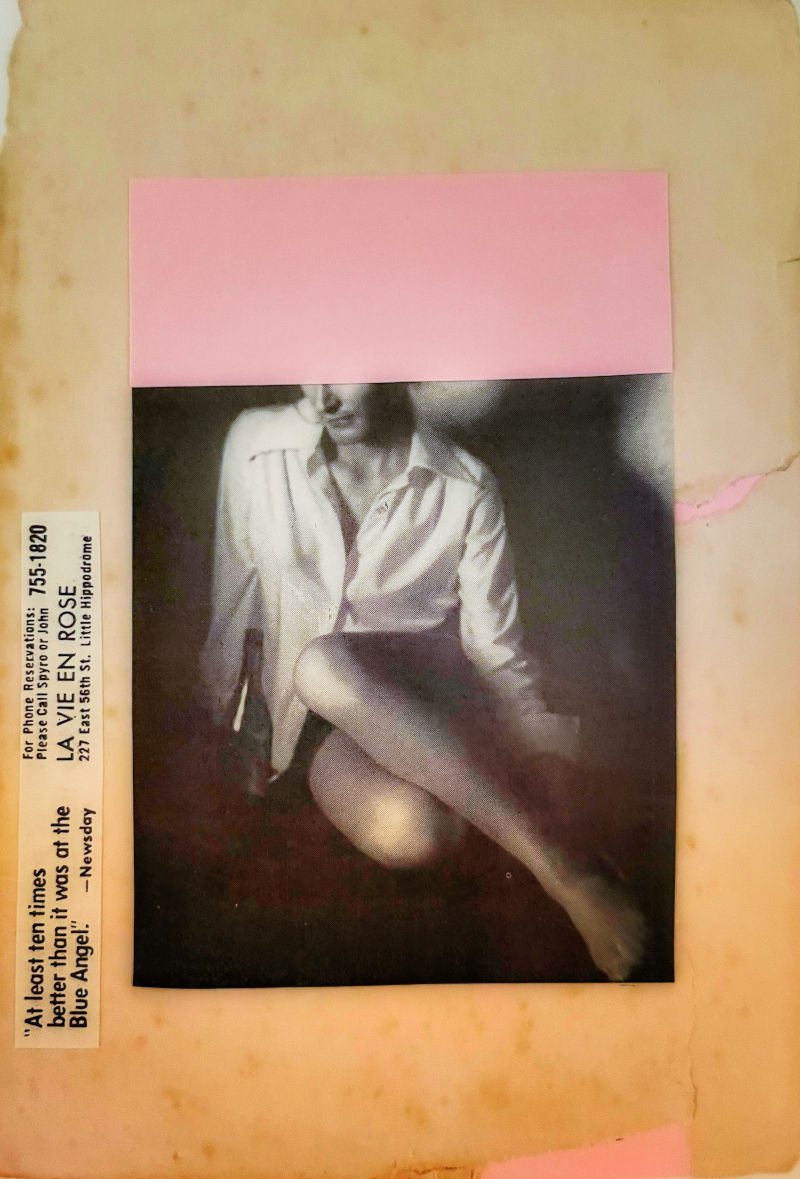 "At least ten times
better than it was at the
Blue Angel."
—Newsday
For Phone Reservations:
Please Call Spyro or John 755-1820
LA VIE EN ROSE
227 East 56th St. Little Hippodrome